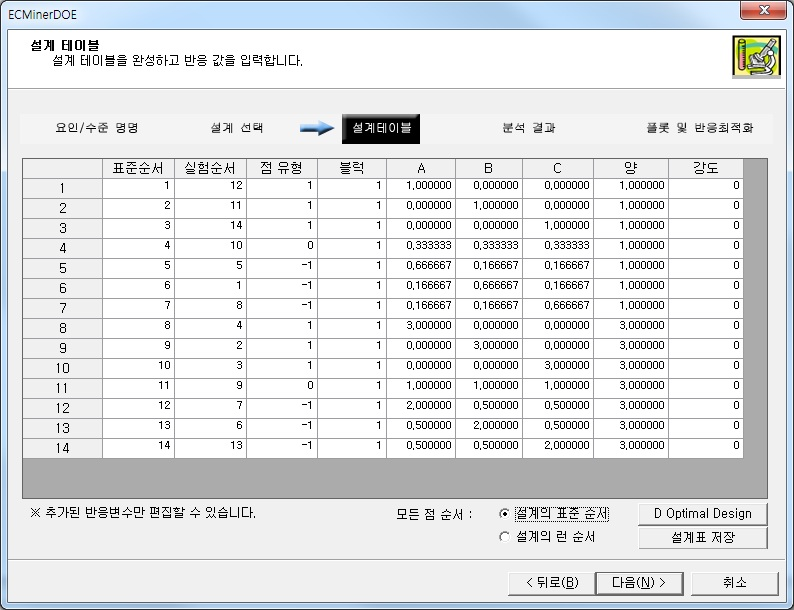 ECMinerDOE
설계 테이블
설계 테이블을 완성하고 반응 값을 입력합니다.
요인/수준 명명 설계 선택 설계테이블 분석 결과 플롯 및 반응최적화
표준순서 실험순서 점 유형 블럭 A B C 양 강도
1 1 12 1 1 1,000000 0,000000 0,000000 1,000000 0
2 2 11 1 1 0,000000 1,000000 0,000000 1,000000 0
3 3 14 1 1 0,000000 0,000000 1,000000 1,000000 0
4 4 10 0 1 0,333333 0,333333 0,333333 1,000000 0
5 5 5 -1 1 0,666667 0,166667 0,166667 1,000000 0
6 6 1 -1 1 0,166667 0,666667 0,166667 1,000000 0
7 7 8 -1 1 0,166667 0,166667 0,666667 1,000000 0
8 8 4 1 1 3,000000 0,000000 0,000000 3,000000 0
9 9 2 1 1 0,000000 3,000000 0,000000 3,000000 0
10 10 3 1 1 0,000000 0,000000 3,000000 3,000000 0
11 11 9 0 1 1,000000 1,000000 1,000000 3,000000 0
12 12 7 -1 1 2,000000 0,500000 0,500000 3,000000 0
13 13 6 -1 1 0,500000 2,000000 0,500000 3,000000 0
14 14 13 -1 1 0,500000 0,500000 2,000000 3,000000 0
※ 추가된 반응변수만 편집할 수 있습니다. 모든 점 순서 : 설계의 표준 순서 D Optimal Design
설계의 런 순서 설계표 저장
< 뒤로(B) 다음(N) > 취소